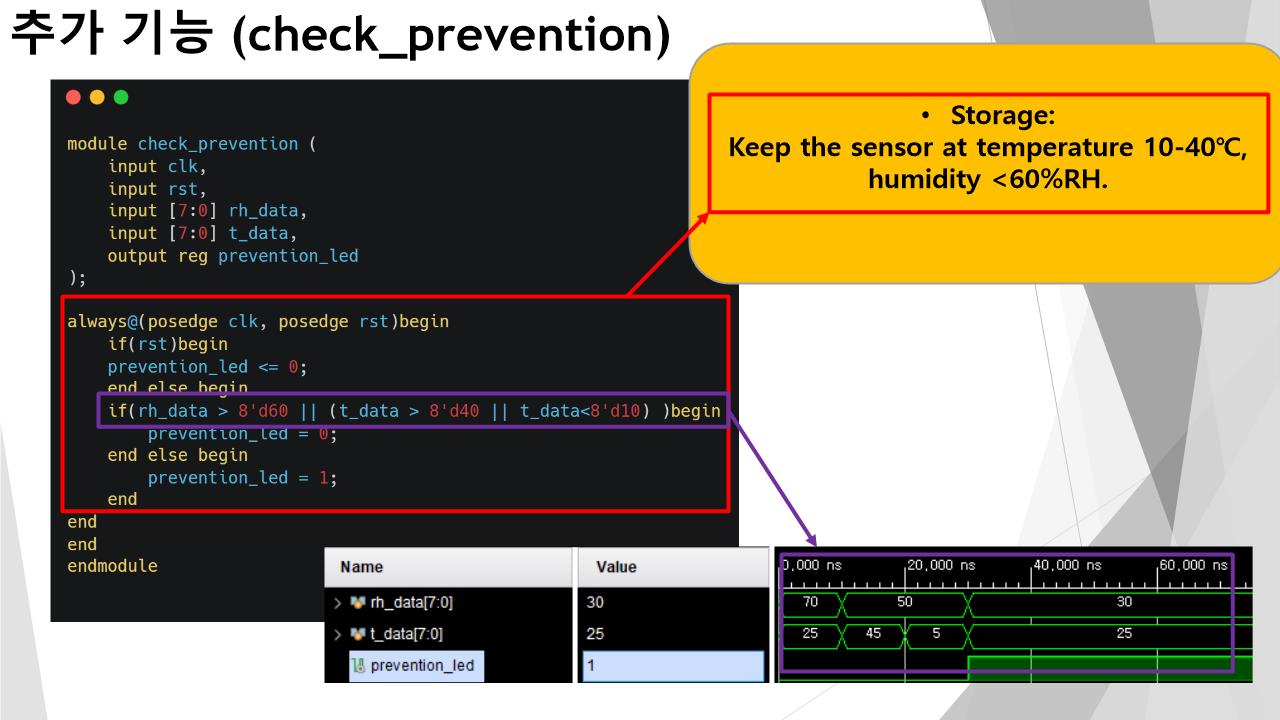 추가 기능 (check_prevention)
• Storage:
Keep the sensor at temperature 10-40℃,
humidity <60%RH.
module check_prevention (
input clk,
input rst,
input [7:0] rh_data,
input [7:0] t_data,
output reg prevention_led
);
always@(posedge clk, posedge rst)begin
if(rst)begin
prevention_led <= 0;
end else begin
if(rh_data > 8'd60 || (t_data > 8'd40 || t_data<8'd10) )begin
prevention_led = 0;
end else begin
prevention_led = 1;
end
end
end
endmodule
Name Value 0,000 ns 20,000 ns 40,000 ns 60,000 ns
rh_data[7:0] 30 70 50 30
t_data[7:0] 25 25 45 5 25
prevention_led 1